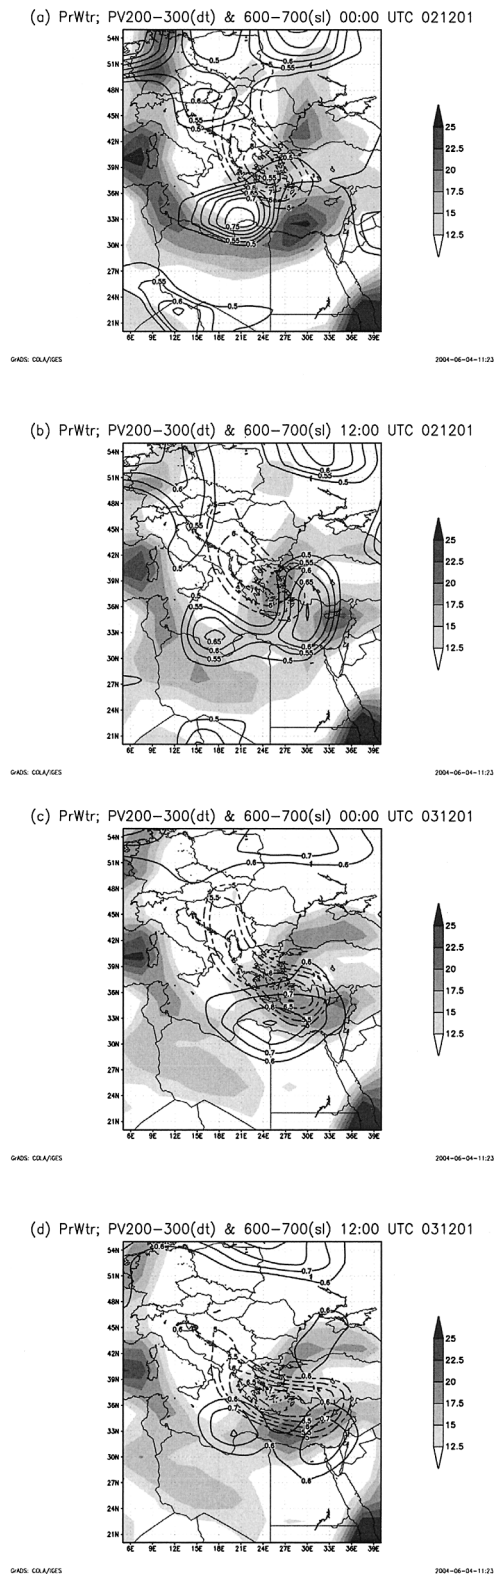 (a) PrWtr; PV200-300(dt) & 600-700(sl) 00:00 UTC 021201
54N
51N
48N
45N
42N
39N
36N
33N
30N
27N
24N
21N
6E 9E 12E 15E 18E 21E 24E 27E 30E 33E 36E 39E
25
22.5
20
17.5
15
12.5
GrADS: COLA/IGES 2004-06-04-11:23
(b) PrWtr; PV200-300(dt) & 600-700(sl) 12:00 UTC 021201
54N
51N
48N
45N
42N
39N
36N
33N
30N
27N
24N
21N
6E 9E 12E 15E 18E 21E 24E 27E 30E 33E 36E 39E
25
22.5
20
17.5
15
12.5
GrADS: COLA/IGES 2004-06-04-11:23
(c) PrWtr; PV200-300(dt) & 600-700(sl) 00:00 UTC 031201
54N
51N
48N
45N
42N
39N
36N
33N
30N
27N
24N
21N
6E 9E 12E 15E 18E 21E 24E 27E 30E 33E 36E 39E
25
22.5
20
17.5
15
12.5
GrADS: COLA/IGES 2004-06-04-11:23
(d) PrWtr; PV200-300(dt) & 600-700(sl) 12:00 UTC 031201
54N
51N
48N
45N
42N
39N
36N
33N
30N
27N
24N
21N
6E 9E 12E 15E 18E 21E 24E 27E 30E 33E 36E 39E
25
22.5
20
17.5
15
12.5
GrADS: COLA/IGES 2004-06-04-11:23